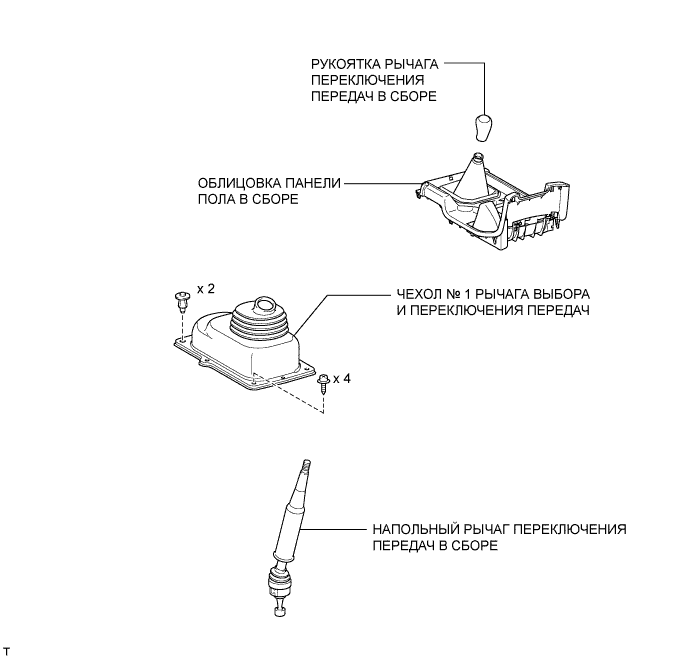 РУКОЯТКА РЫЧАГА
ПЕРЕКЛЮЧЕНИЯ
ПЕРЕДАЧ В СБОРЕ
ОБЛИЦОВКА ПАНЕЛИ
ПОЛА В СБОРЕ
x 2
ЧЕХОЛ № 1 РЫЧАГА ВЫБОРА
И ПЕРЕКЛЮЧЕНИЯ ПЕРЕДАЧ
x 4
НАПОЛЬНЫЙ РЫЧАГ ПЕРЕКЛЮЧЕНИЯ
ПЕРЕДАЧ В СБОРЕ
T